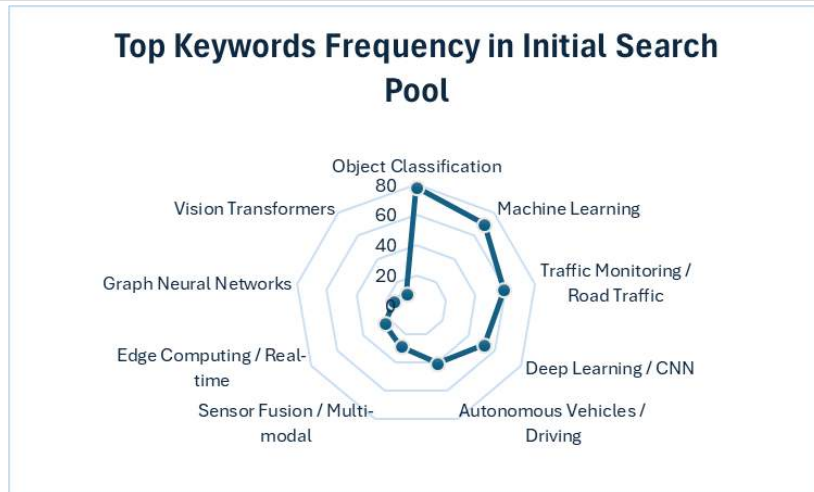 Top Keywords Frequency in Initial Search
Pool
Object Classification
80
60
40
20
0
Machine Learning
Traffic Monitoring /
Road Traffic
Deep Learning / CNN
Autonomous Vehicles /
Driving
Sensor Fusion / Multi-
modal
Edge Computing / Real-
time
Graph Neural Networks
Vision Transformers